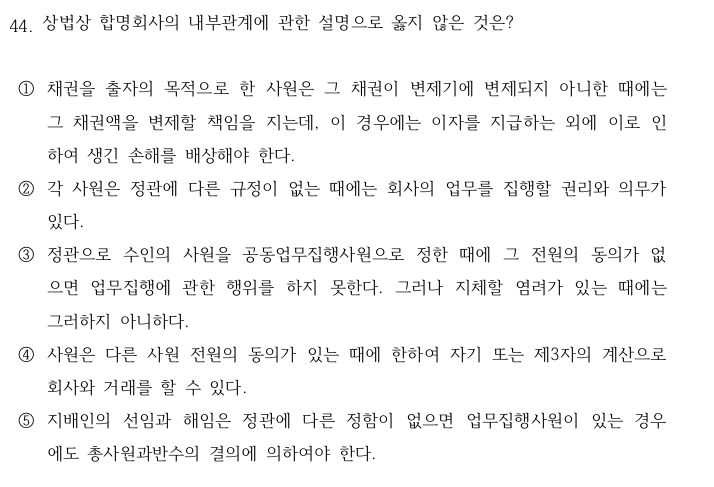 44. 상법상 합명회사의 내부관계에 관한 설명으로 옳지 않은 것은?
① 채권을 출자의 목적으로 한 사원은 그 채권이 변제기에 변제되지 아니한 때에는
그 채권액을 변제할 책임을 지는데, 이 경우에는 이자를 지급하는 외에 이로 인
하여 생긴 손해를 배상해야 한다.
② 각 사원은 정관에 다른 규정이 없는 때에는 회사의 업무를 집행할 권리와 의무가
있다.
③ 정관으로 수인의 사원을 공동업무집행사원으로 정한 때에 그 전원의 동의가 없
으면 업무집행에 관한 행위를 하지 못한다. 그러나 지체할 염려가 있는 때에는
그러하지 아니하다.
④ 사원은 다른 사원 전원의 동의가 있는 때에 한하여 자기 또는 제3자의 계산으로
회사와 거래를 할 수 있다.
⑤ 지배인의 선임과 해임은 정관에 다른 정함이 없으면 업무집행사원이 있는 경우
에도 총사원과반수의 결의에 의하여야 한다.